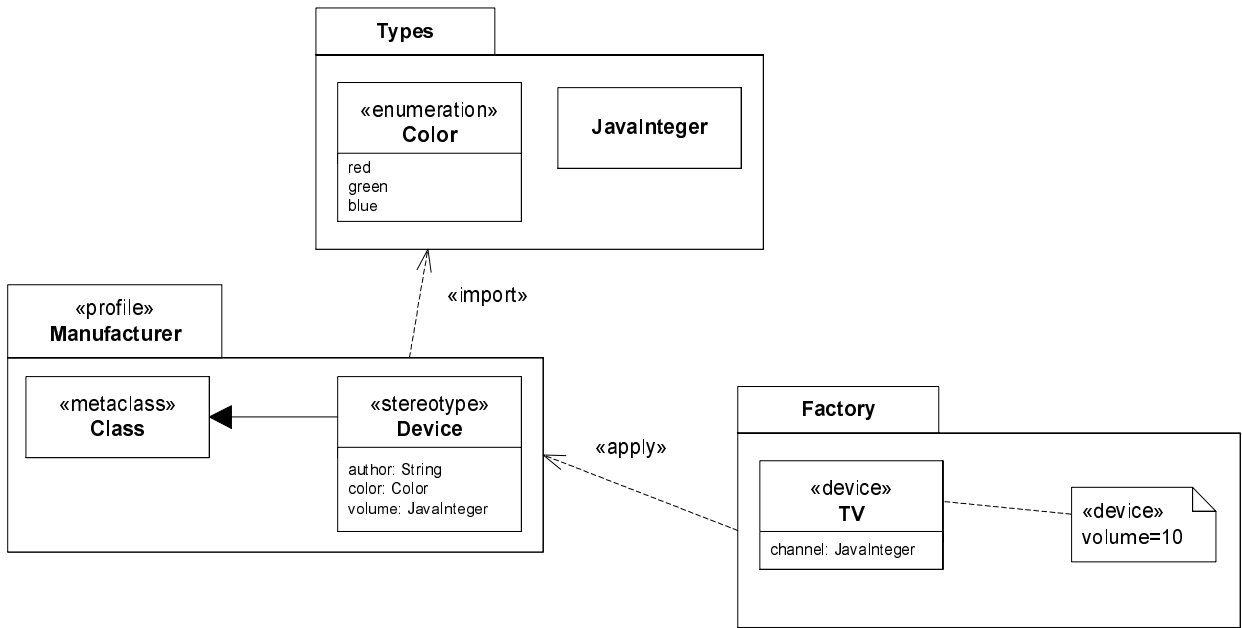 Types
«enumeration»
Color
red
green
blue
JavaInteger
«import»
«profile»
Manufacturer
«metaclass»
Class
«stereotype»
Device
author: String
color: Color
volume: JavaInteger
«apply»
Factory
«device»
TV
channel: JavaInteger
«device»
volume=10